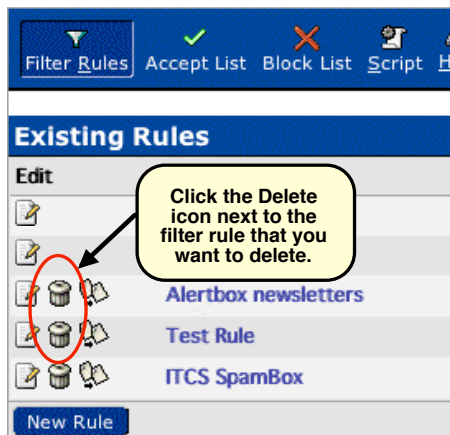 Filter Rules Accept List Block List Script H
Existing Rules
Edit
Click the Delete
icon next to the
filter rule that you
want to delete.
Alertbox newsletters
Test Rule
ITCS SpamBox
New Rule